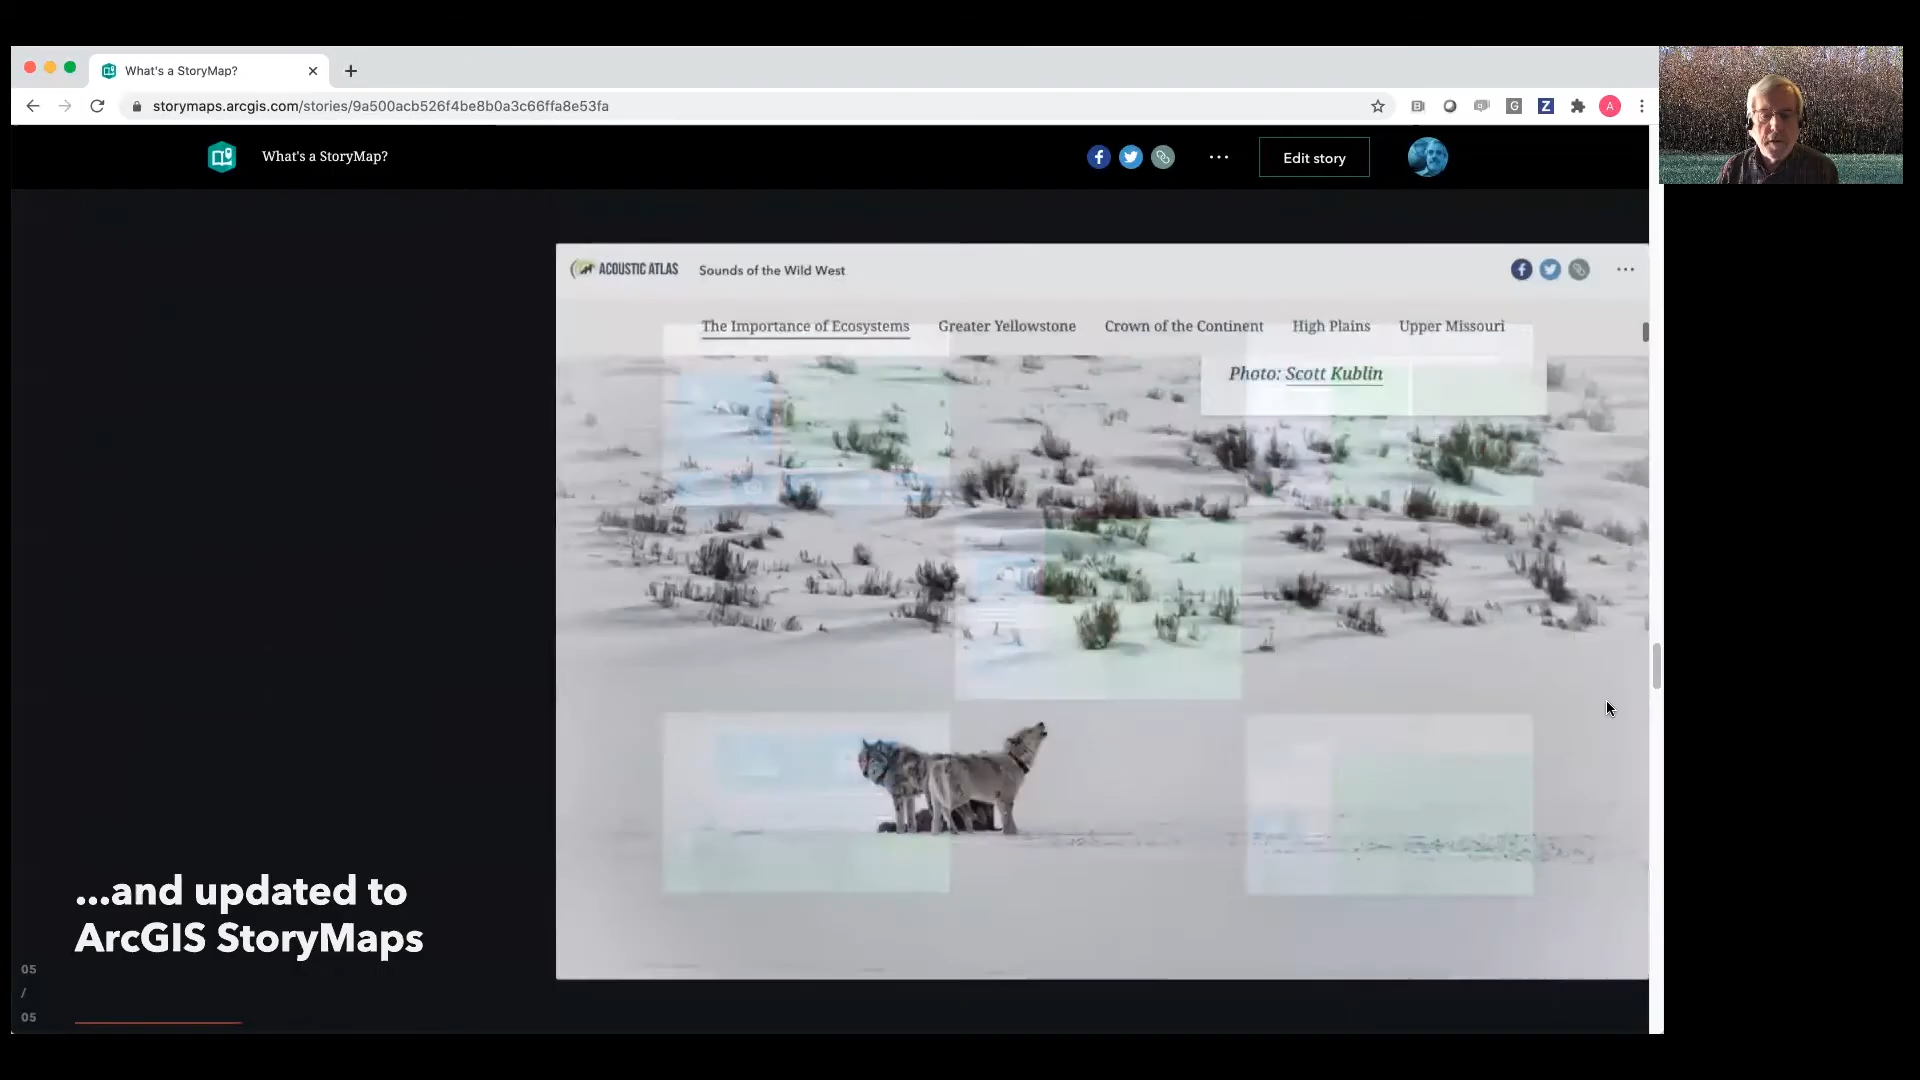 What's a StoryMap?
storymaps.arcgis.com/stories/9a500acb526f4be8b0a3c66ffa8e53fa
G
Z
A
What's a StoryMap?
Edit story
ACOUSTIC ATLAS
Sounds of the Wild West
The Importance of Ecosystems
Greater Yellowstone
Crown of the Continent
High Plains
Upper Missouri
Photo: Scott Kublin
...and updated to
ArcGIS StoryMaps
05
/
05